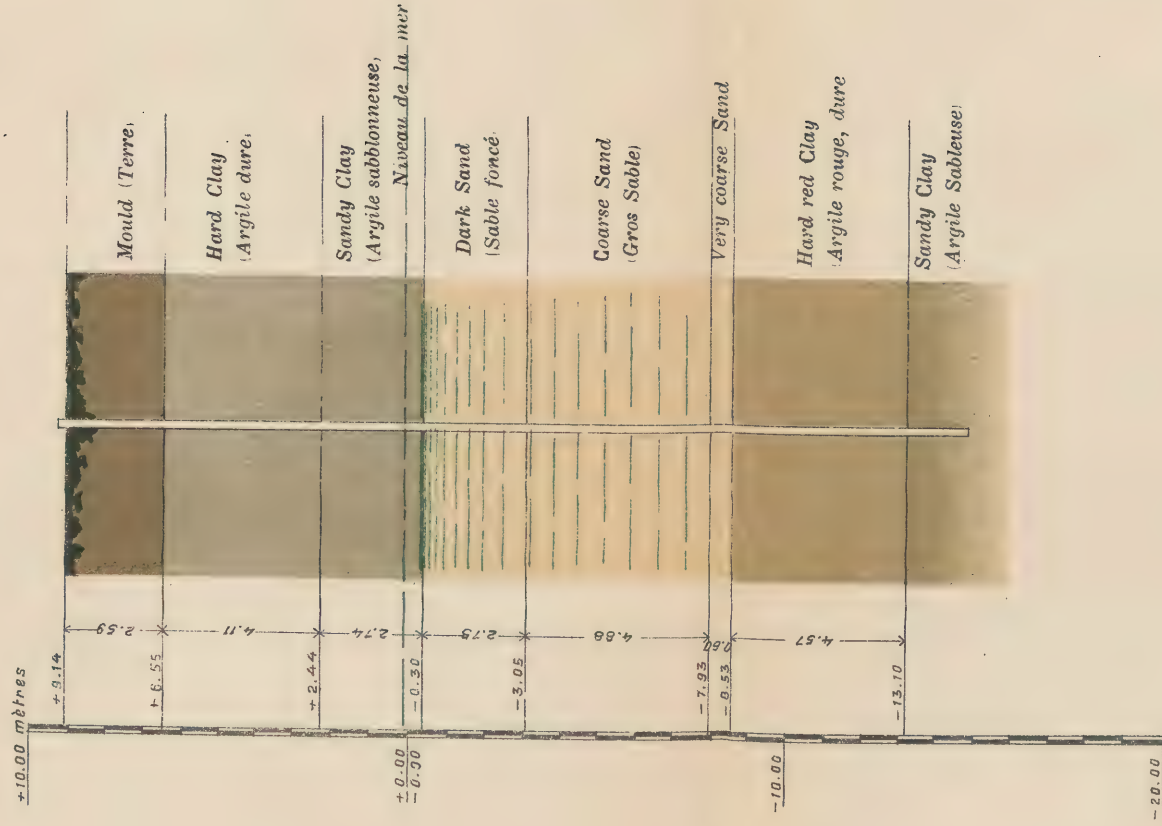 +10.00 mètres
±0.00
-0.30
-10.00
-20.00
+9.14
+6.55
+2.44
-0.30
-3.05
-7.93
-8.53
-13.10
2.59
4.11
2.74
2.75
4.88
0.60
4.57
Mould (Terre)
Hard Clay
(Argile dure)
Sandy Clay
(Argile sabblonneuse)
Niveau de la mer
Dark Sand
(Sable foncé)
Coarse Sand
(Gros Sable)
Very coarse Sand
Hard red Clay
(Argile rouge, dure
Sandy Clay
(Argile Sableuse)